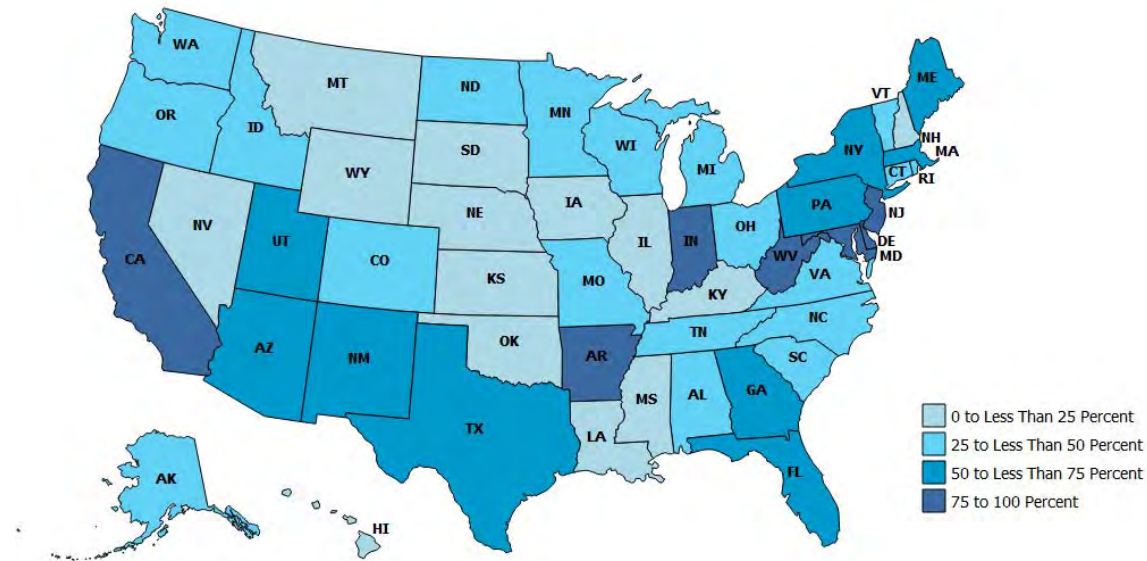 WA
MT
ND
MN
ME
VT
OR
ID
SD
WI
NY
NH
MA
WY
MI
CT
RI
NE
IA
PA
NV
UT
IL
IN
OH
NJ
CA
CO
WV
DE
MD
KS
MO
KY
VA
NC
TN
AZ
NM
OK
AR
SC
MS
AL
GA
TX
LA
FL
AK
HI
0 to Less Than 25 Percent
25 to Less Than 50 Percent
50 to Less Than 75 Percent
75 to 100 Percent